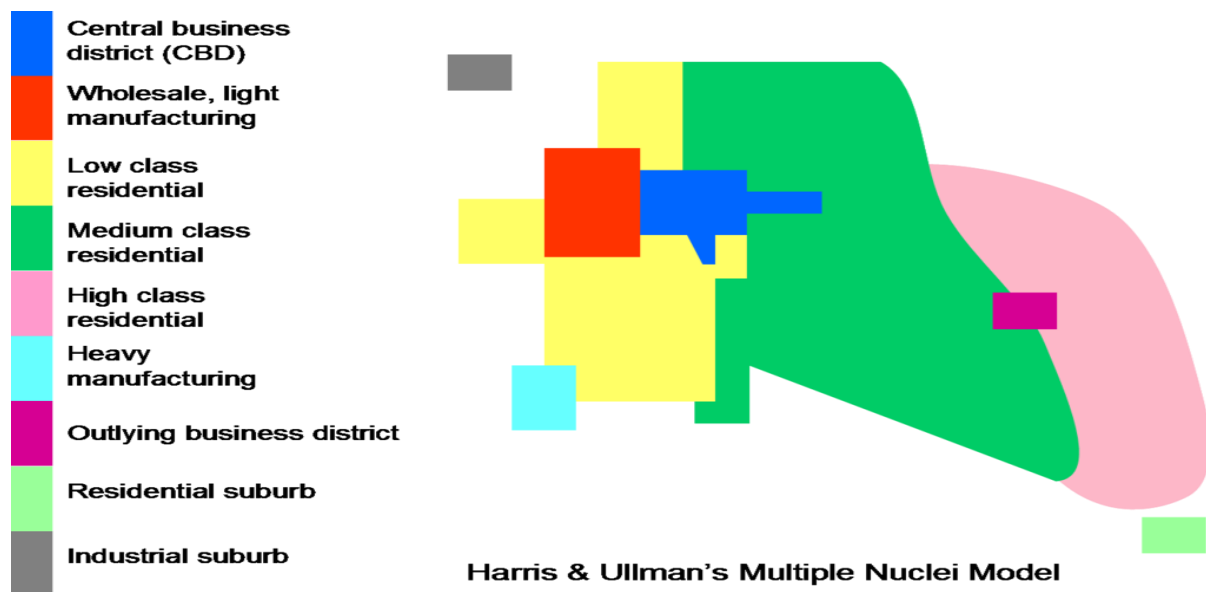 Central business
district (CBD)
Wholesale, light
manufacturing
Low class
residential
Medium class
residential
High class
residential
Heavy
manufacturing
Outlying business district
Residential suburb
Industrial suburb
Harris & Ullman's Multiple Nuclei Model